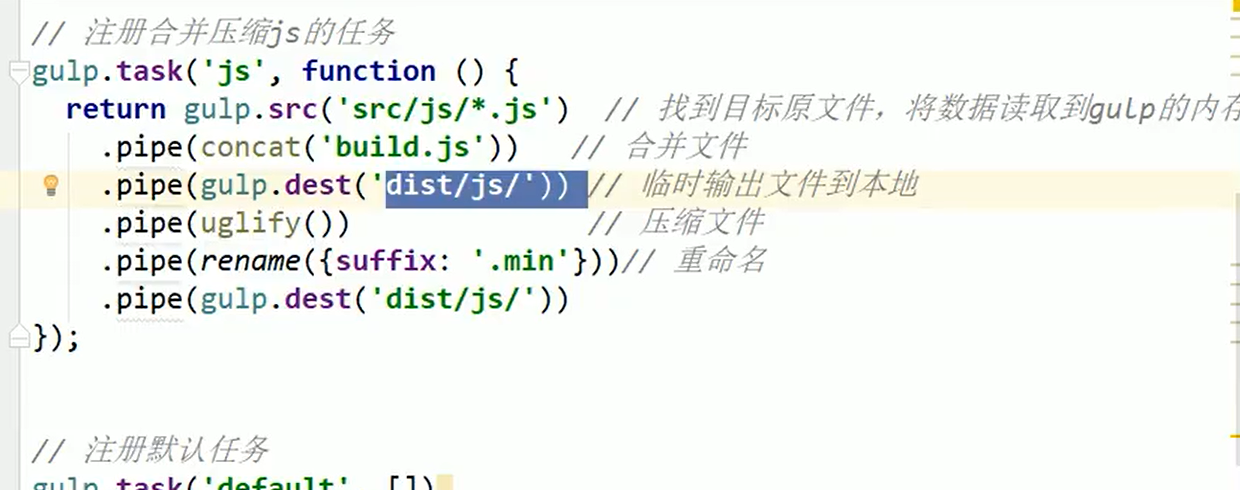 // 注册合并压缩js的任务
gulp.task('js', function () {
return gulp.src('src/js/*.js') // 找到目标原文件，将数据读取到gulp的内存
.pipe(concat('build.js')) // 合并文件
.pipe(gulp.dest('dist/js/')) // 临时输出文件到本地
.pipe(uglify()) // 压缩文件
.pipe(rename({suffix: '.min'}))// 重命名
.pipe(gulp.dest('dist/js/'))
});
// 注册默认任务
gulp.task('default', [])